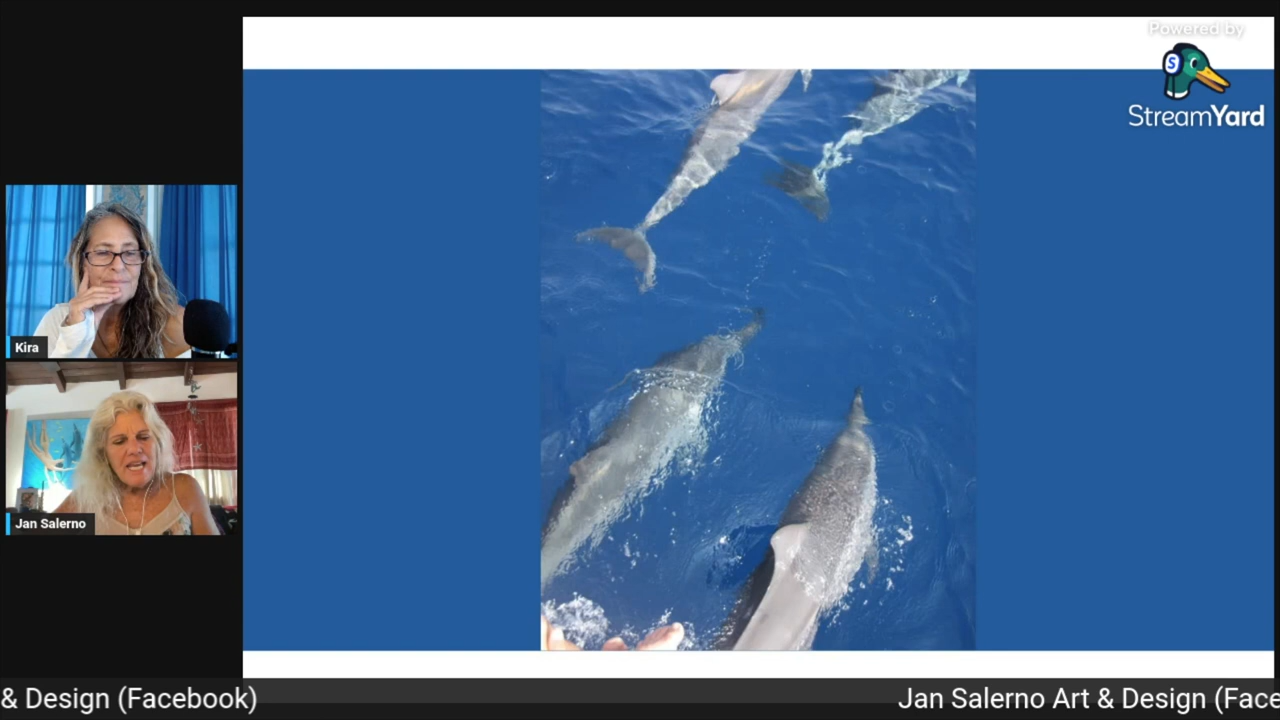 Powered by
StreamYard
Kira
Jan Salerno
& Design (Facebook)
Jan Salerno Art & Design (Face